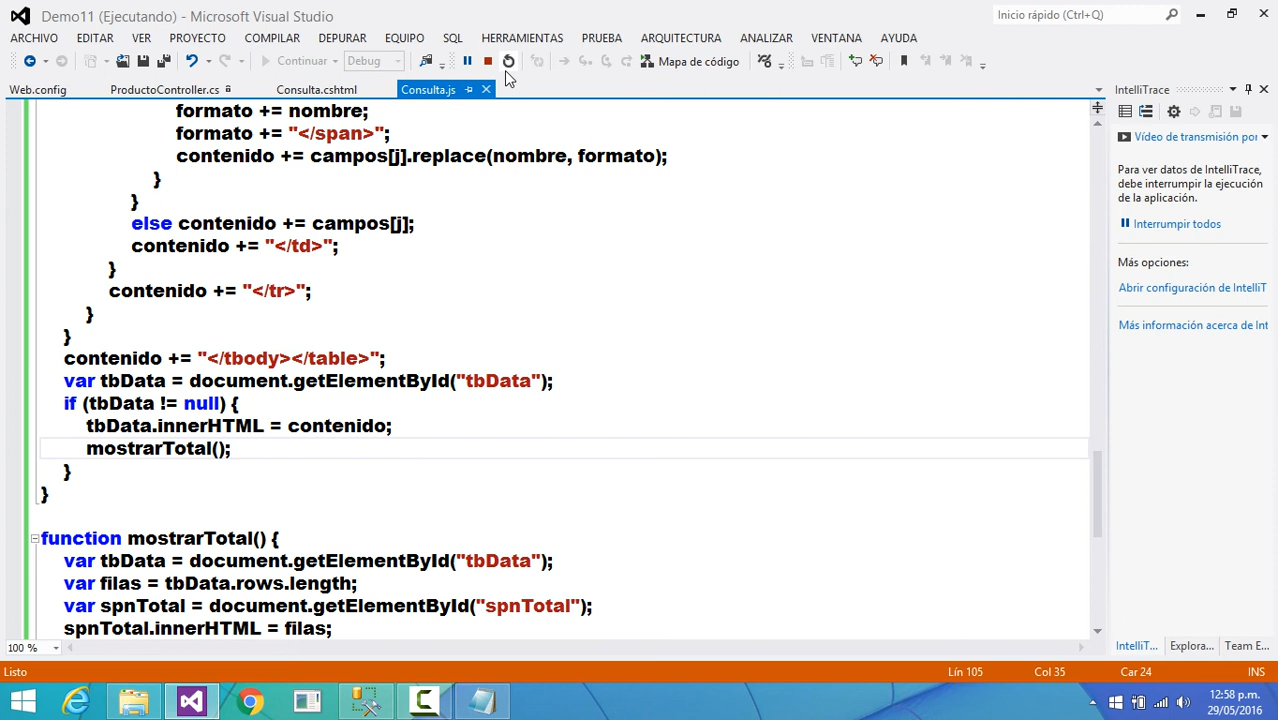 Demo11 (Ejecutando) - Microsoft Visual Studio
Inicio rápido (Ctrl+Q)
ARCHIVO EDITAR VER PROYECTO COMPILAR DEPURAR EQUIPO SQL HERRAMIENTAS PRUEBA ARQUITECTURA ANALIZAR VENTANA AYUDA
Continuar Debug Mapa de código
Web.config ProductoController.cs Consulta.cshtml Consulta.js IntelliTrace
formato += nombre;
formato += "</span>";
contenido += campos[j].replace(nombre, formato);
}
}
else contenido += campos[j];
contenido += "</td>";
}
contenido += "</tr>";
}
}
contenido += "</tbody></table>";
var tbData = document.getElementById("tbData");
if (tbData != null) {
tbData.innerHTML = contenido;
mostrarTotal();
}
}
function mostrarTotal() {
var tbData = document.getElementById("tbData");
var filas = tbData.rows.length;
var spnTotal = document.getElementById("spnTotal");
spnTotal.innerHTML = filas;
Vídeo de transmisión por
Para ver datos de IntelliTrace,
debe interrumpir la ejecución
de la aplicación.
Interrumpir todos
Más opciones:
Abrir configuración de IntelliT
Más información acerca de Int
100 %
IntelliT... Explora... Team E...
Listo Lín 105 Col 35 Car 24 INS
12:58 p.m.
29/05/2016